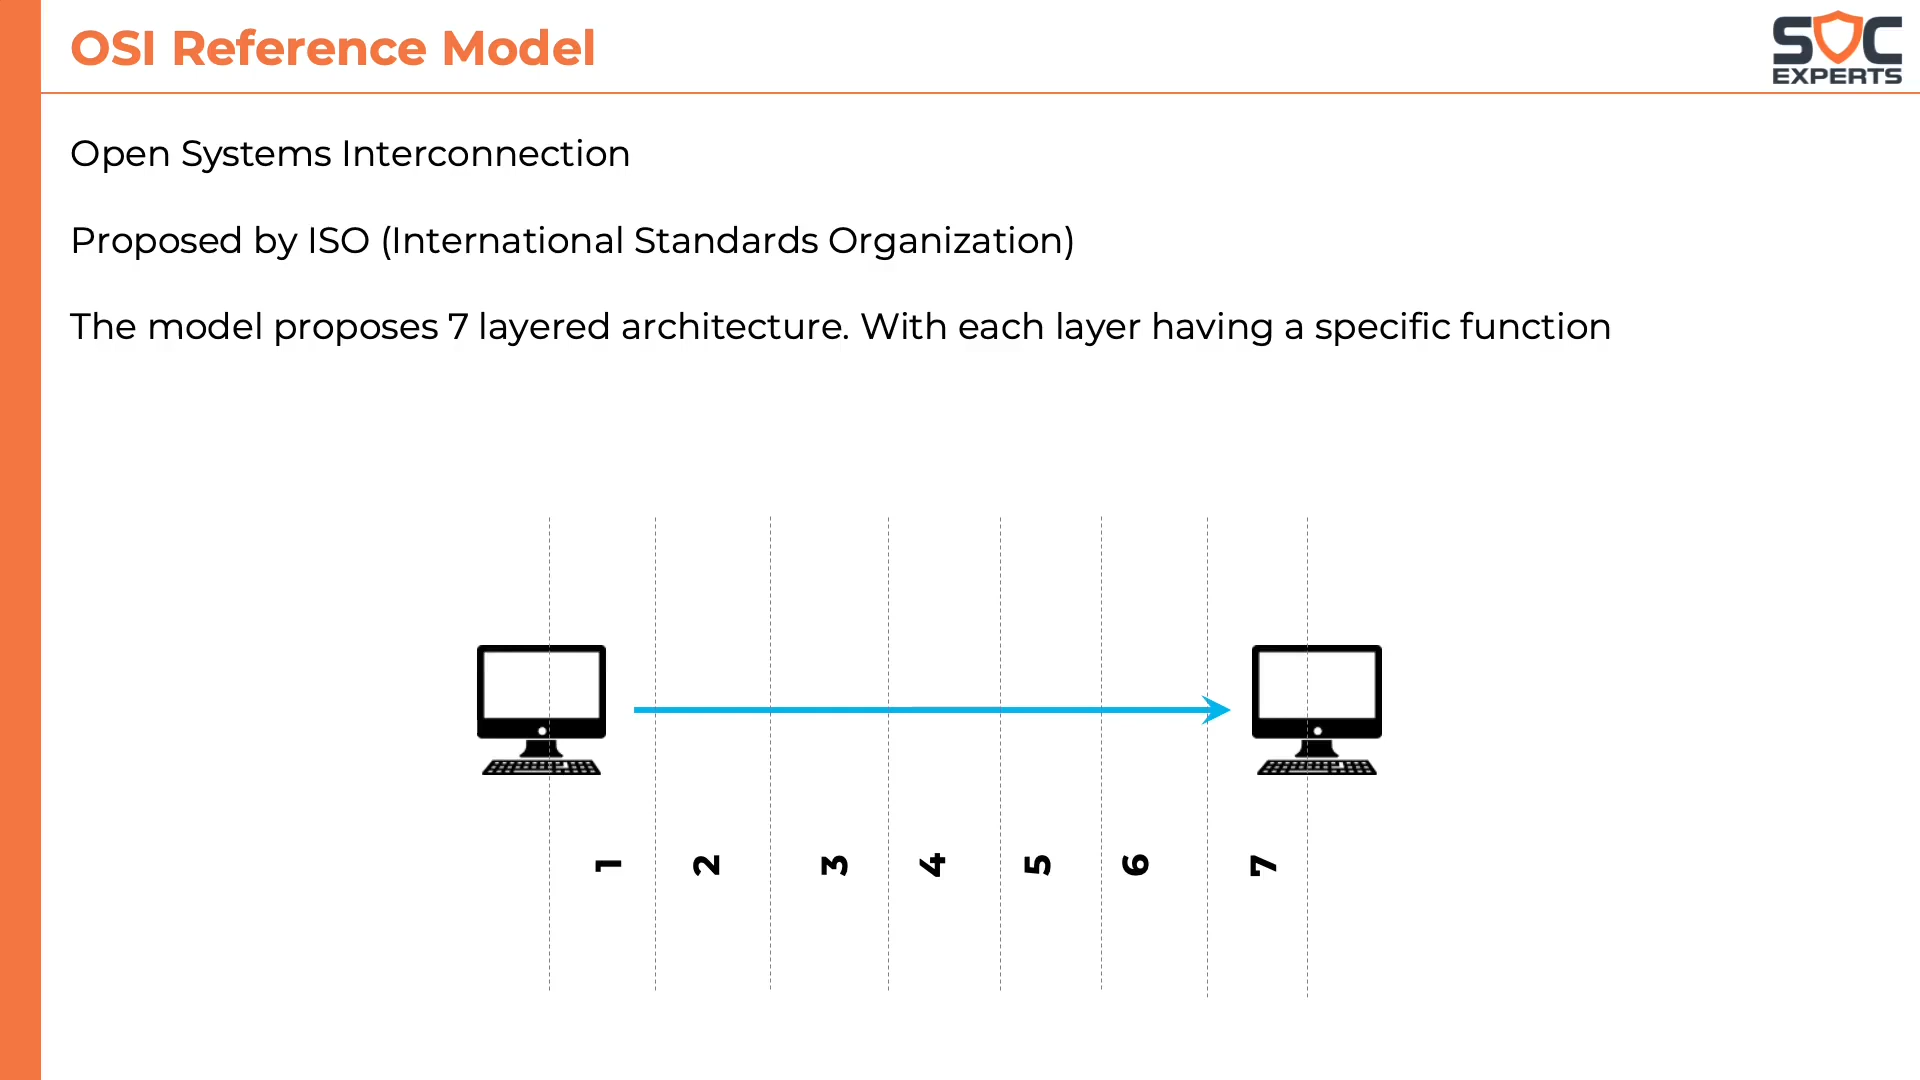 OSI Reference Model
SOC
EXPERTS
Open Systems Interconnection
Proposed by ISO (International Standards Organization)
The model proposes 7 layered architecture. With each layer having a specific function
1 2 3 4 5 6 7